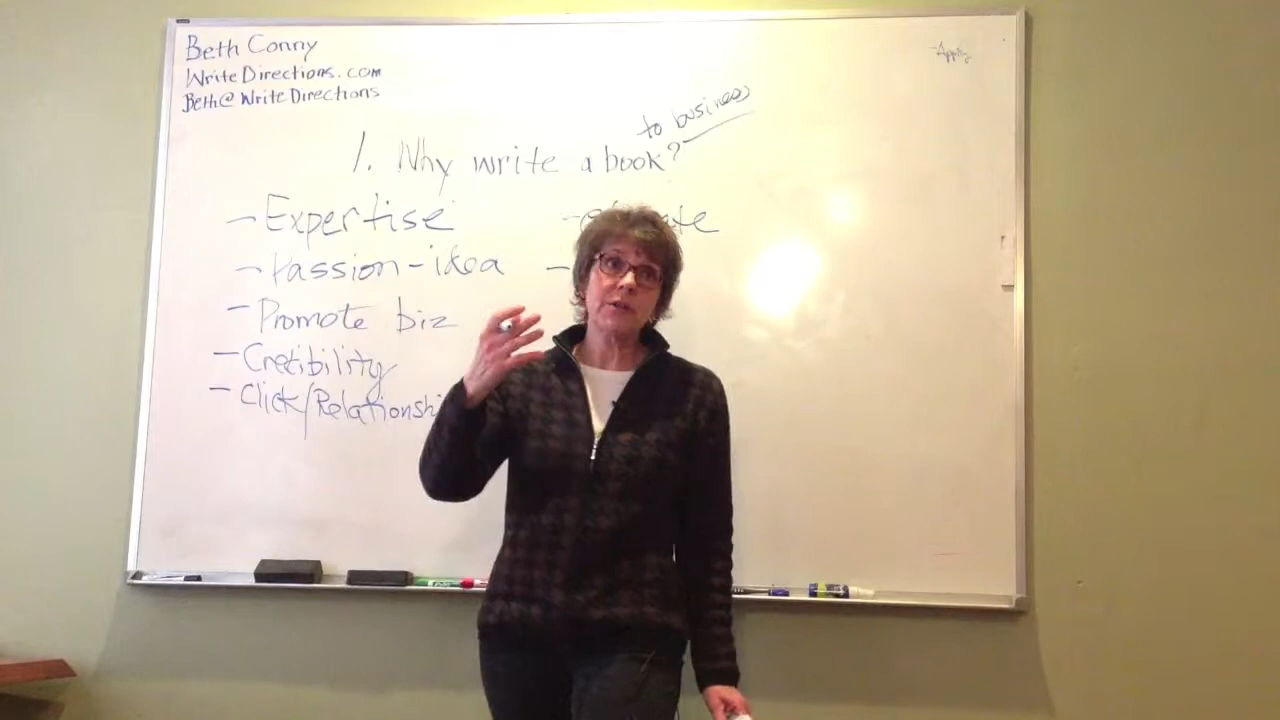 Beth Conny
WriteDirections.com
Beth@WriteDirections
to business
1. Why write a book?
- Expertise
- Passion-idea
- Promote biz
- Credibility
- Click/Relationshi